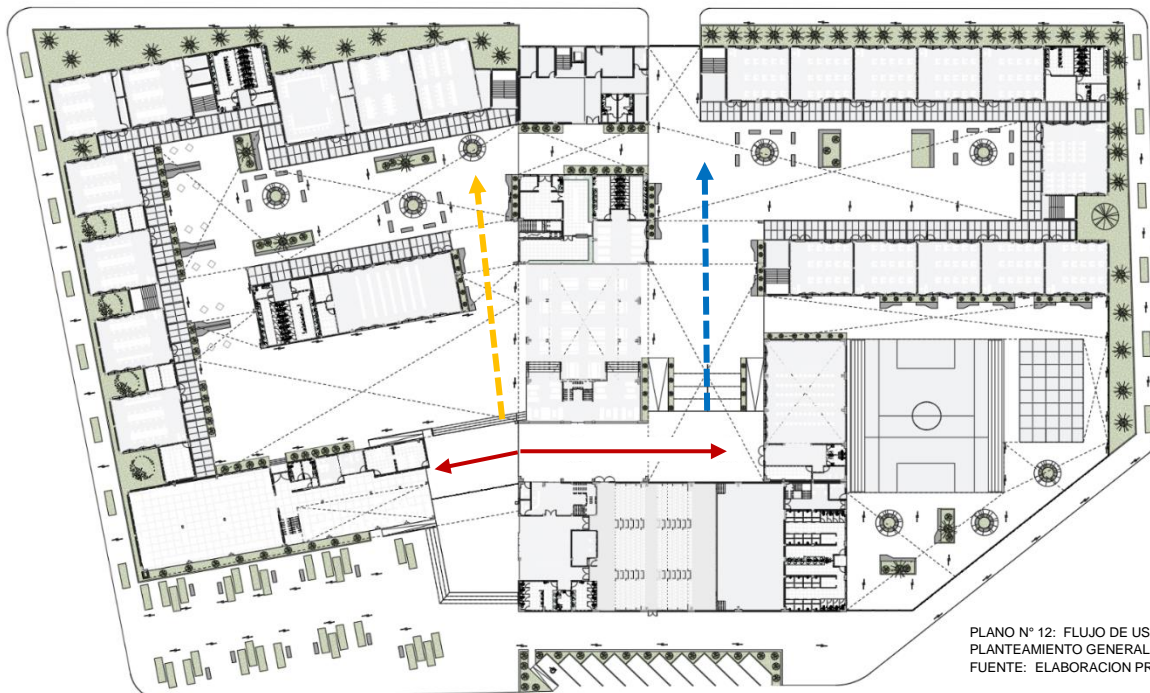 PLANO N° 12: FLUJO DE US
PLANTEAMIENTO GENERAL
FUENTE: ELABORACION PR